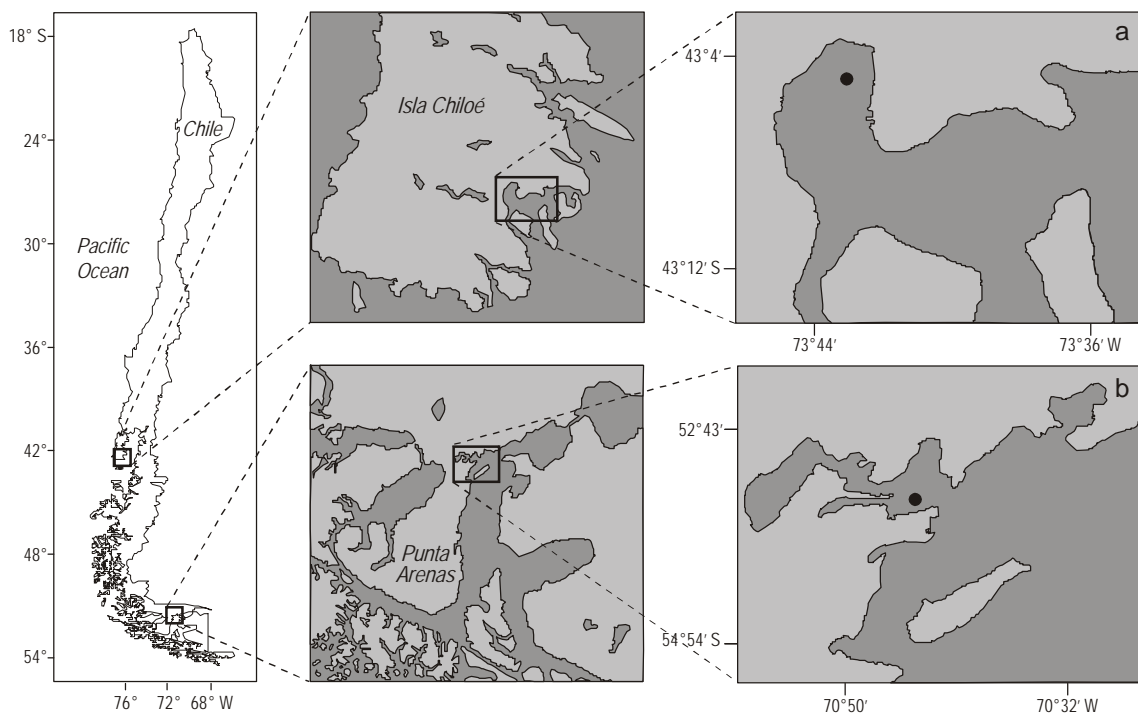 18° S
24°
30°
36°
42°
48°
54°
76°
72°
68° W
Chile
Pacific
Ocean
Isla Chiloé
a
43°4′
43°12′ S
73°44′
73°36′ W
Punta
Arenas
b
52°43′
54°54′ S
70°50′
70°32′ W